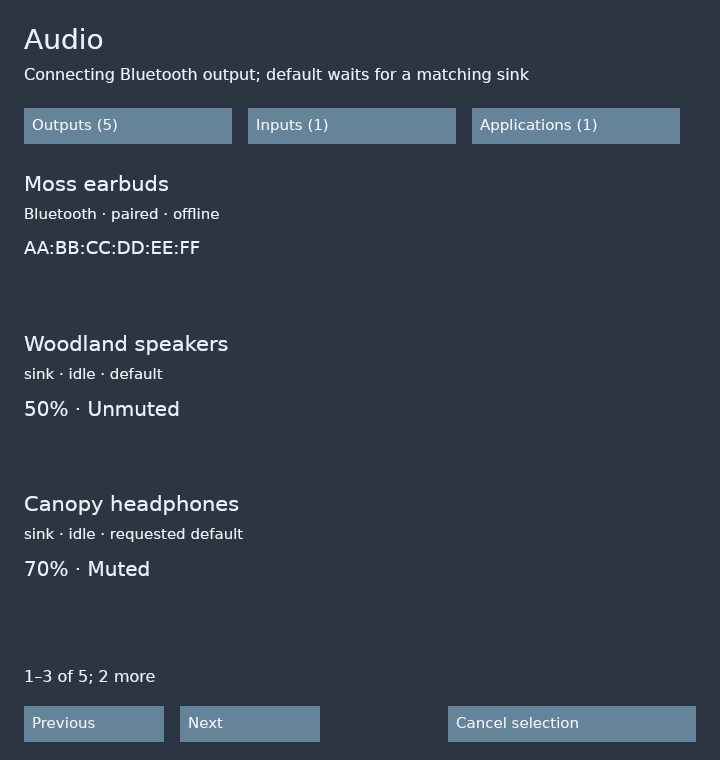 Audio
Connecting Bluetooth output; default waits for a matching sink
Outputs (5)
Inputs (1)
Applications (1)
Moss earbuds
Bluetooth · paired · offline
AA:BB:CC:DD:EE:FF
Woodland speakers
sink · idle · default
50% · Unmuted
Canopy headphones
sink · idle · requested default
70% · Muted
1–3 of 5; 2 more
Previous
Next
Cancel selection